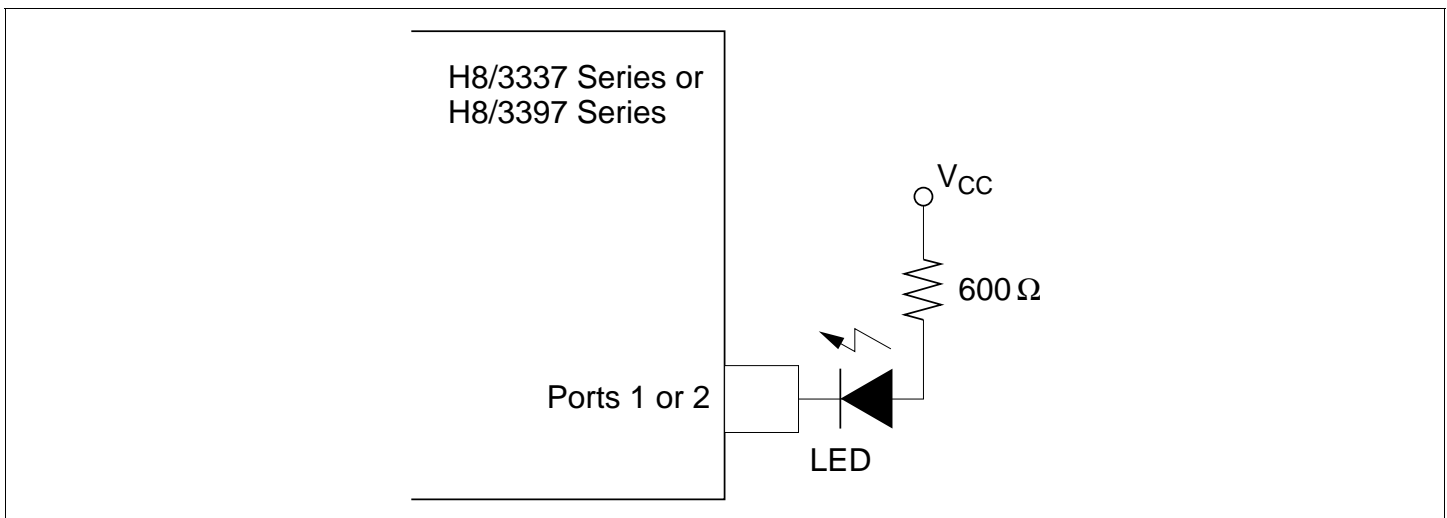 H8/3337 Series or
H8/3397 Series
VCC
600 Ω
Ports 1 or 2
LED